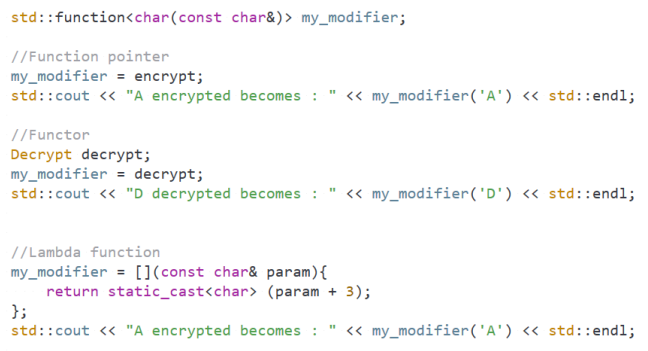 std::function<char(const char&)> my_modifier;
//Function pointer
my_modifier = encrypt;
std::cout << "A encrypted becomes : " << my_modifier('A') << std::endl;
//Functor
Decrypt decrypt;
my_modifier = decrypt;
std::cout << "D decrypted becomes : " << my_modifier('D') << std::endl;
//Lambda function
my_modifier = [](const char& param){
    return static_cast<char> (param + 3);
};
std::cout << "A encrypted becomes : " << my_modifier('A') << std::endl;